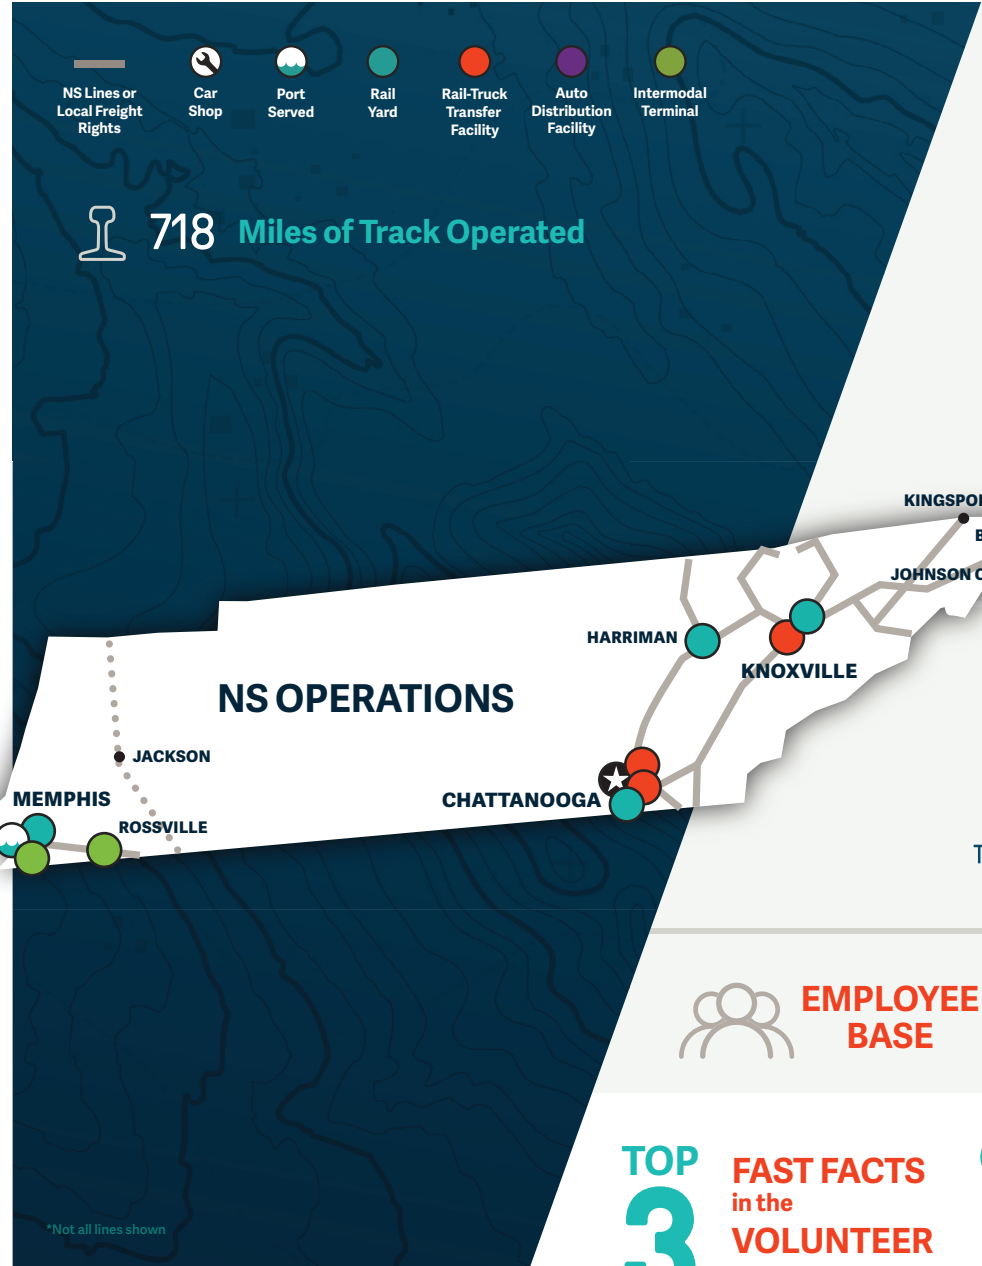 NS Lines or
Local Freight
Rights
Car
Shop
Port
Served
Rail
Yard
Rail-Truck
Transfer
Facility
Auto
Distribution
Facility
Intermodal
Terminal
718 Miles of Track Operated
KINGSPO
JOHNSON C
HARRIMAN
KNOXVILLE
NS OPERATIONS
JACKSON
MEMPHIS
CHATTANOOGA
ROSSVILLE
EMPLOYEE
BASE
TOP
3
FAST FACTS
in the
VOLUNTEER
*Not all lines shown